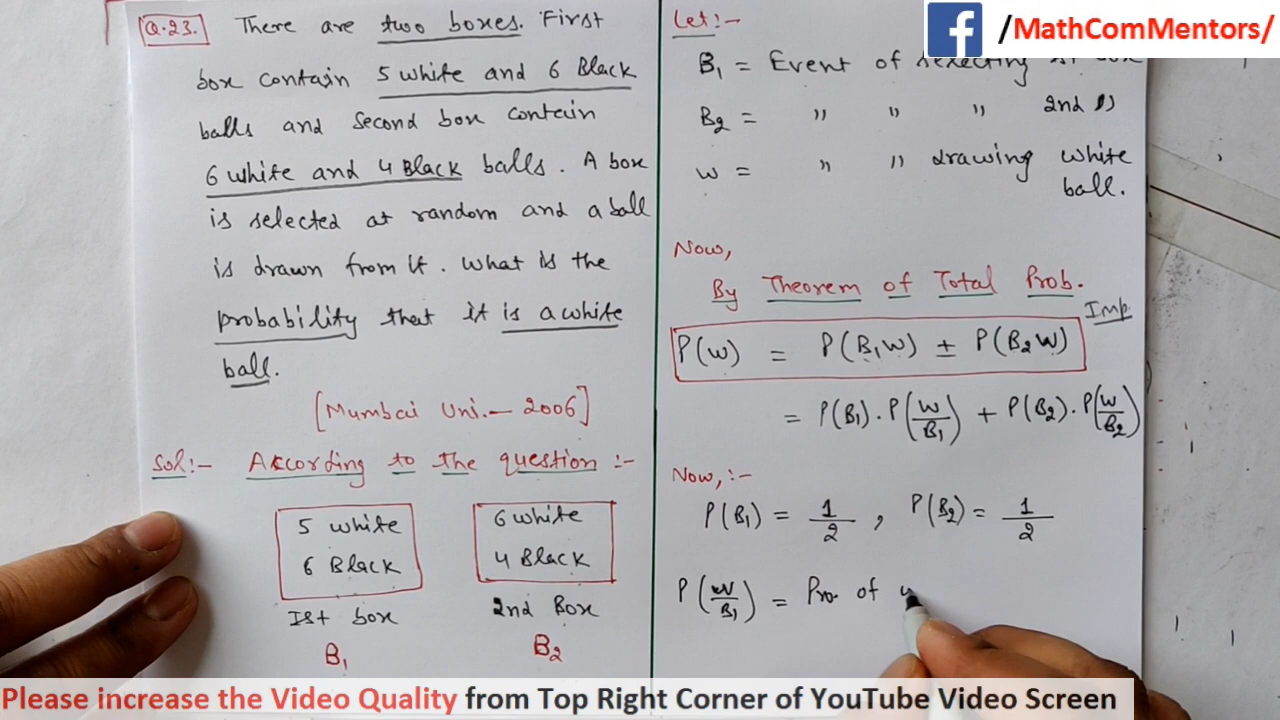 Q.23. There are two boxes. First
box contain 5 white and 6 Black
balls and second box contain
6 white and 4 Black balls. A box
is selected at random and a ball
is drawn from it. What is the
probability that it is a white
ball.
[Mumbai Uni.- 2006]
Sol:- According to the question :-
5 white
6 Black
Ist box
B1
6 white
4 Black
2nd Box
B2
/MathComMentors/
Let:-
B1 = Event of selecting
B2 = ,, ,, ,, 2nd ,,
W = ,, ,, drawing white
ball.
Now,
By Theorem of Total Prob.
Imp
P(W) = P(B1W) ± P(B2W)
= P(B1).P(W/B1) + P(B2).P(W/B2)
Now,:-
P(B1) = 1/2 , P(B2) = 1/2
P(W/B1) = Pro. of
Please increase the Video Quality from Top Right Corner of YouTube Video Screen